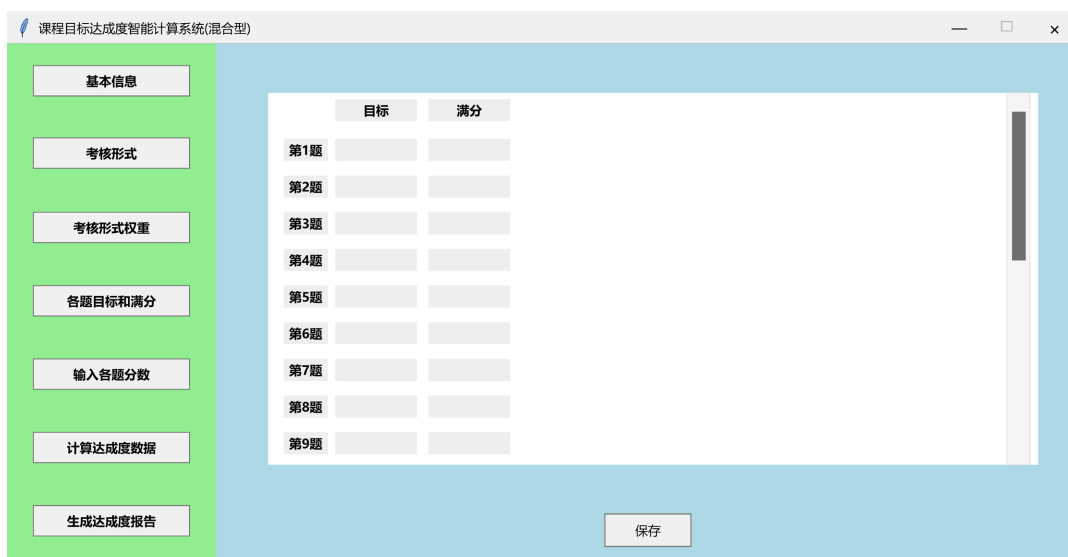 课程目标达成度智能计算系统(混合型)
基本信息
考核形式
考核形式权重
各题目标和满分
输入各题分数
计算达成度数据
生成达成度报告
目标 满分
第1题
第2题
第3题
第4题
第5题
第6题
第7题
第8题
第9题
保存